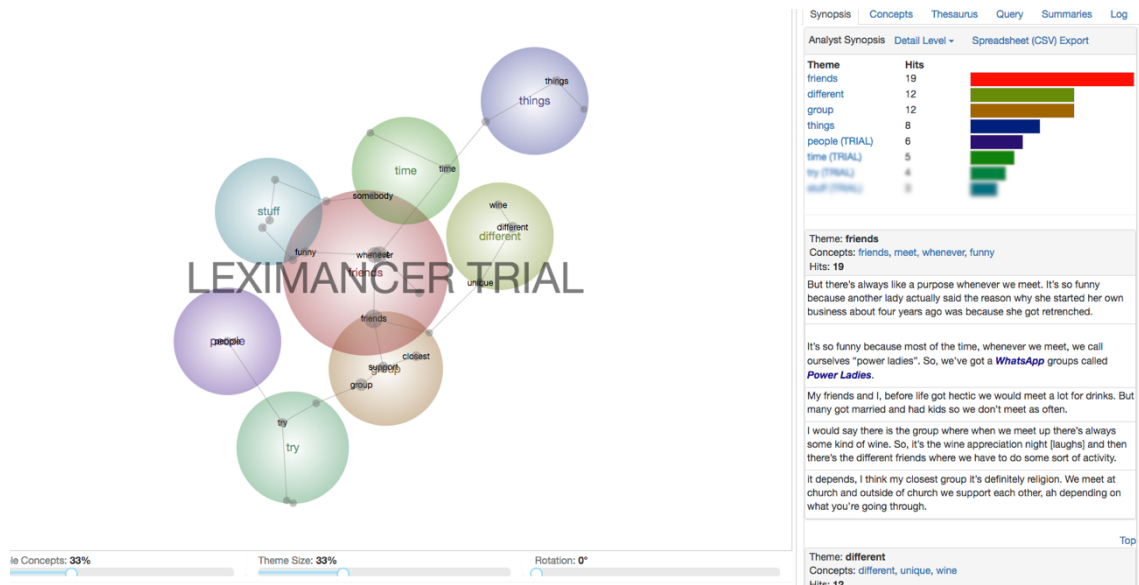 Synopsis Concepts Thesaurus Query Summaries Log
Analyst Synopsis Detail Level Spreadsheet (CSV) Export
Theme Hits
friends 19
different 12
group 12
things 8
people (TRIAL) 6
time (TRIAL) 5
try (TRIAL) 4
stuff (TRIAL) 3
things
things
time
time
somebody
stuff
wine
different
different
funny
whenever
friends
LEXIMANCER TRIAL
unique
friends
people
closest
support
group
group
try
try
le Concepts: 33% Theme Size: 33% Rotation: 0°
Theme: friends
Concepts: friends, meet, whenever, funny
Hits: 19
But there's always like a purpose whenever we meet. It's so funny
because another lady actually said the reason why she started her own
business about four years ago was because she got retrenched.
It's so funny because most of the time, whenever we meet, we call
ourselves “power ladies”. So, we've got a WhatsApp groups called
Power Ladies.
My friends and I, before life got hectic we would meet a lot for drinks. But
many got married and had kids so we don't meet as often.
I would say there is the group where when we meet up there's always
some kind of wine. So, it's the wine appreciation night [laughs] and then
there's the different friends where we have to do some sort of activity.
it depends, I think my closest group it's definitely religion. We meet at
church and outside of church we support each other, ah depending on
what you're going through.
Top
Theme: different
Concepts: different, unique, wine
Hits: 12